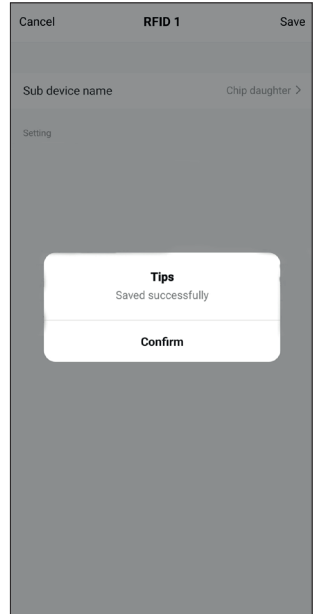 Cancel RFID 1 Save
Sub device name Chip daughter >
Setting
Tips
Saved successfully
Confirm